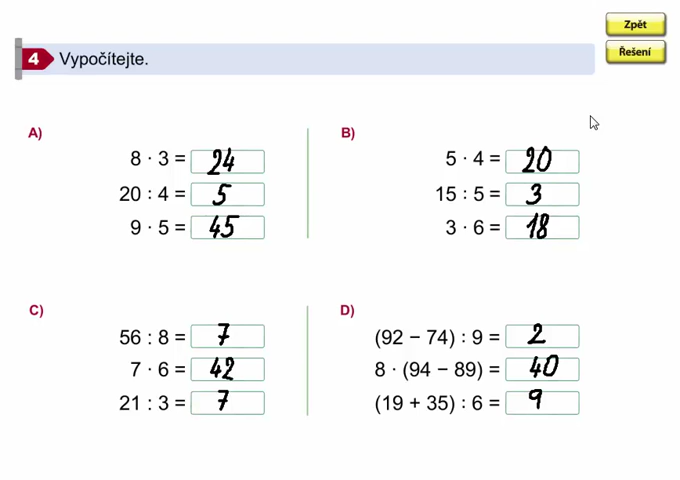 Zpět
Řešení
4 Vypočítejte.
A)
8 · 3 = 24
20 : 4 = 5
9 · 5 = 45
B)
5 · 4 = 20
15 : 5 = 3
3 · 6 = 18
C)
56 : 8 = 7
7 · 6 = 42
21 : 3 = 7
D)
(92 − 74) : 9 = 2
8 · (94 − 89) = 40
(19 + 35) : 6 = 9